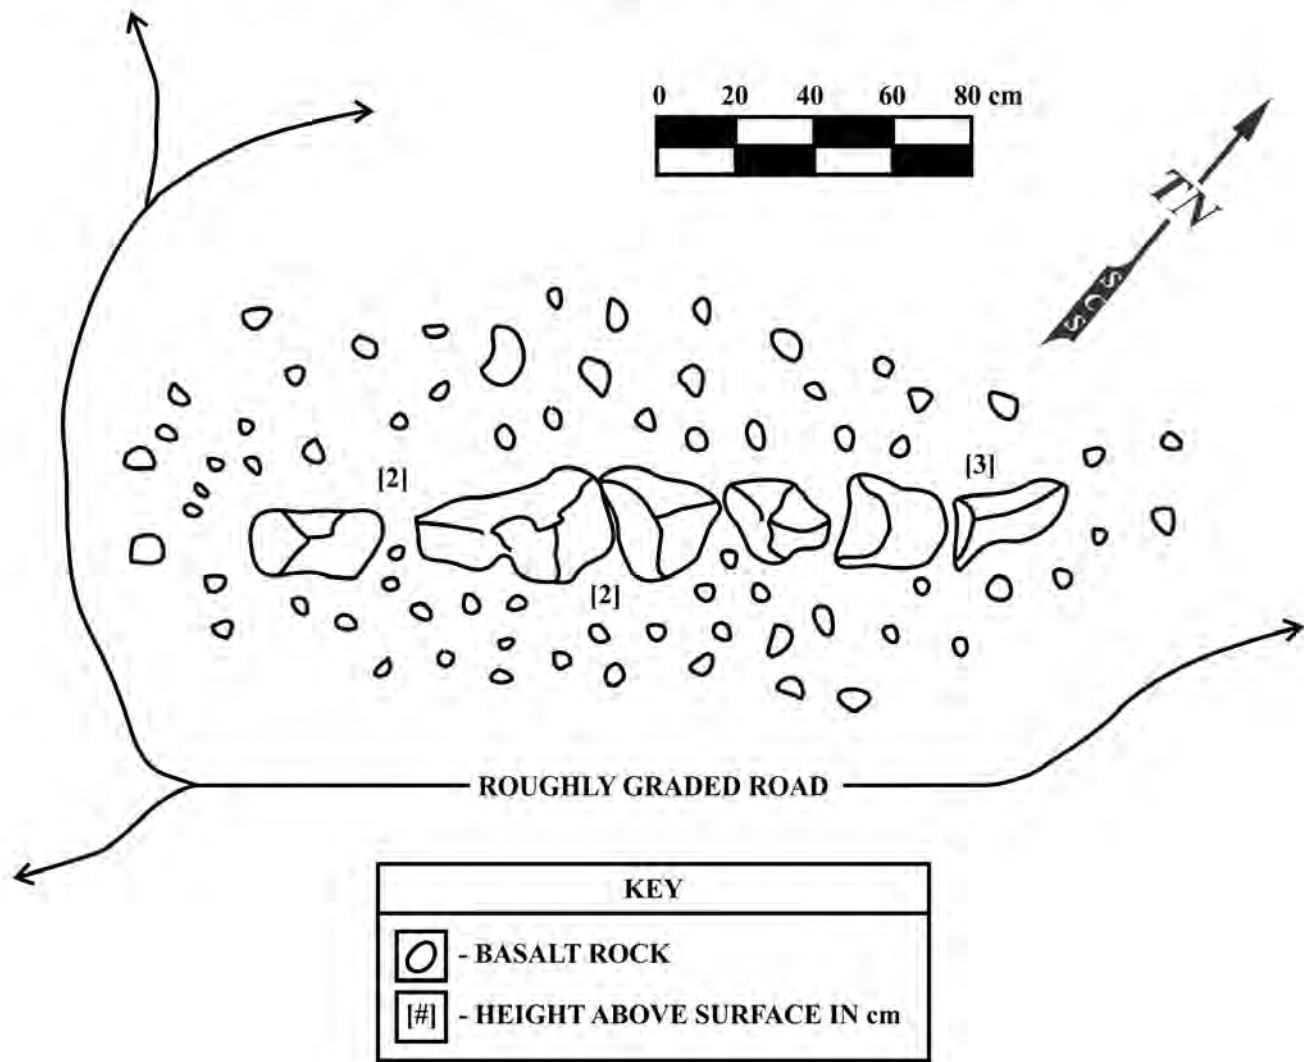 0 20 40 60 80 cm
TN
SCS
[2]
[3]
[2]
ROUGHLY GRADED ROAD
KEY
- BASALT ROCK
[#] - HEIGHT ABOVE SURFACE IN cm